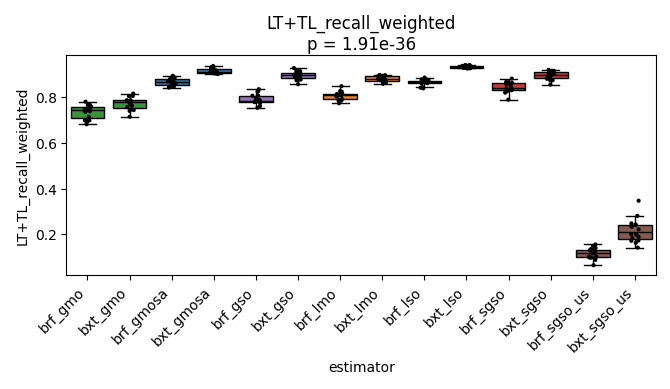 LT+TL_recall_weighted
p = 1.91e-36
LT+TL_recall_weighted
0.8
0.6
0.4
0.2
brf_gmo
bxt_gmo
brf_gmosa
bxt_gmosa
brf_gso
bxt_gso
brf_lmo
bxt_lmo
brf_lso
bxt_lso
brf_sgso
bxt_sgso
brf_sgso_us
bxt_sgso_us
estimator